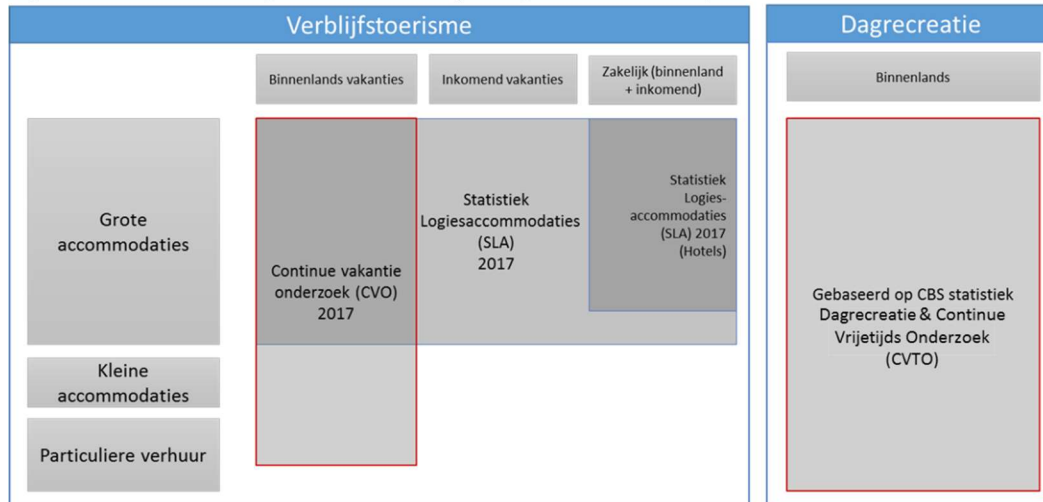 Verblijfstoerisme
Dagrecreatie
Binnenlands vakanties
Inkomend vakanties
Zakelijk (binnenland
+ inkomend)
Binnenlands
Grote
accommodaties
Continue vakantie
onderzoek (CVO)
2017
Statistiek
Logiesaccommodaties
(SLA)
2017
Statistiek
Logies-
accommodaties
(SLA) 2017
(Hotels)
Gebaseerd op CBS statistiek
Dagrecreatie & Continue
Vrijetijds Onderzoek
(CVTO)
Kleine
accommodaties
Particuliere verhuur